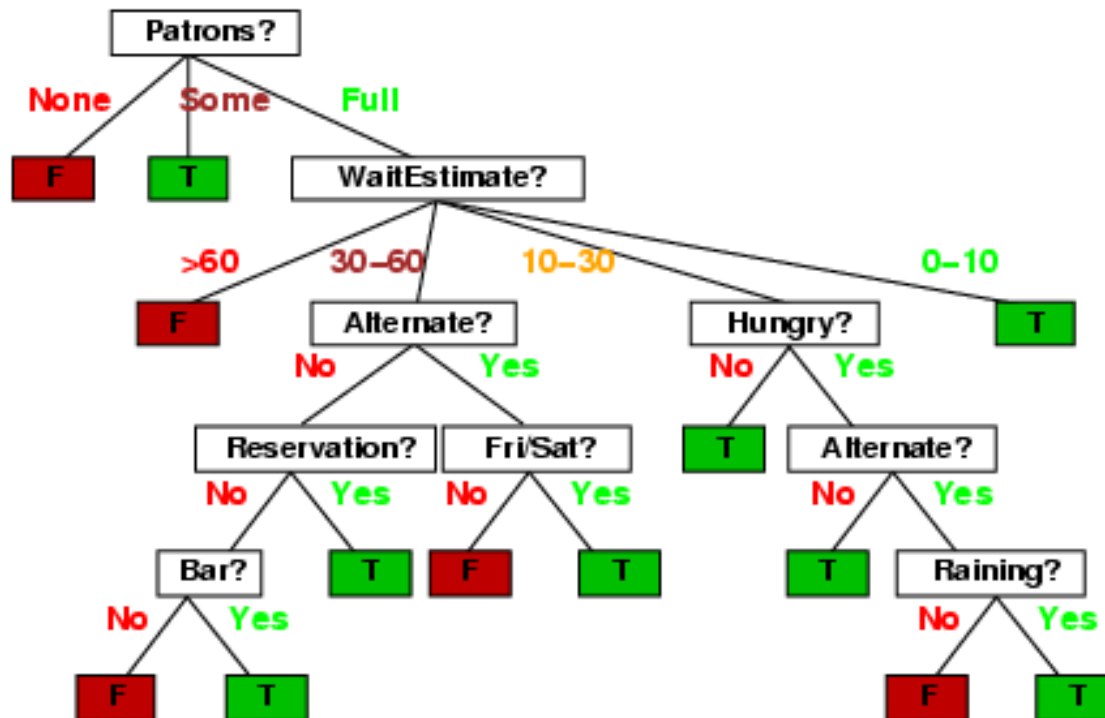 Patrons?
None Some Full
F T WaitEstimate?
>60 30–60 10–30 0–10
F Alternate? Hungry? T
No Yes No Yes
Reservation? Fri/Sat? T Alternate?
No Yes No Yes No Yes
Bar? T F T T Raining?
No Yes No Yes
F T F T